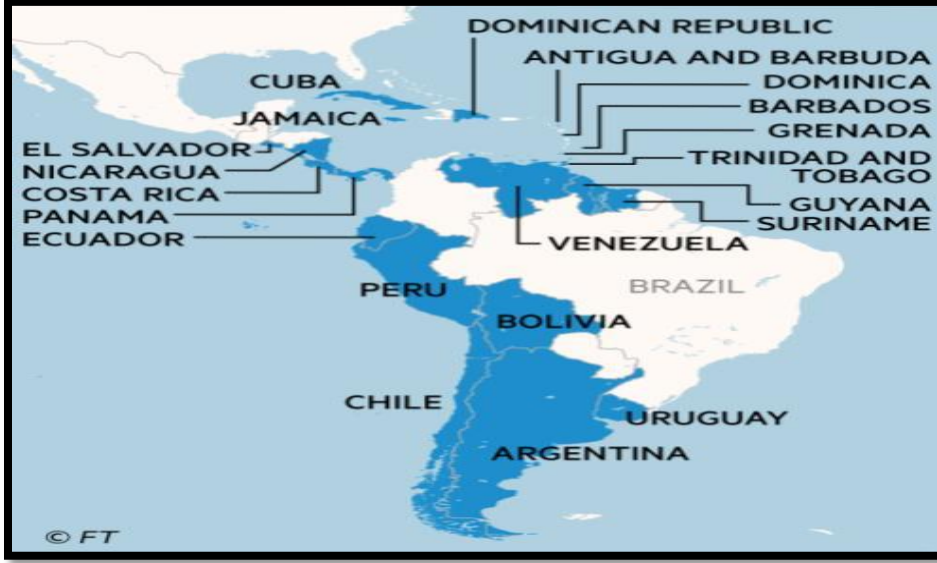 DOMINICAN REPUBLIC
ANTIGUA AND BARBUDA
CUBA
DOMINICA
BARBADOS
JAMAICA
GRENADA
EL SALVADOR
TRINIDAD AND
TOBAGO
NICARAGUA
COSTA RICA
GUYANA
PANAMA
SURINAME
ECUADOR
VENEZUELA
BRAZIL
PERU
BOLIVIA
CHILE
URUGUAY
ARGENTINA
© FT